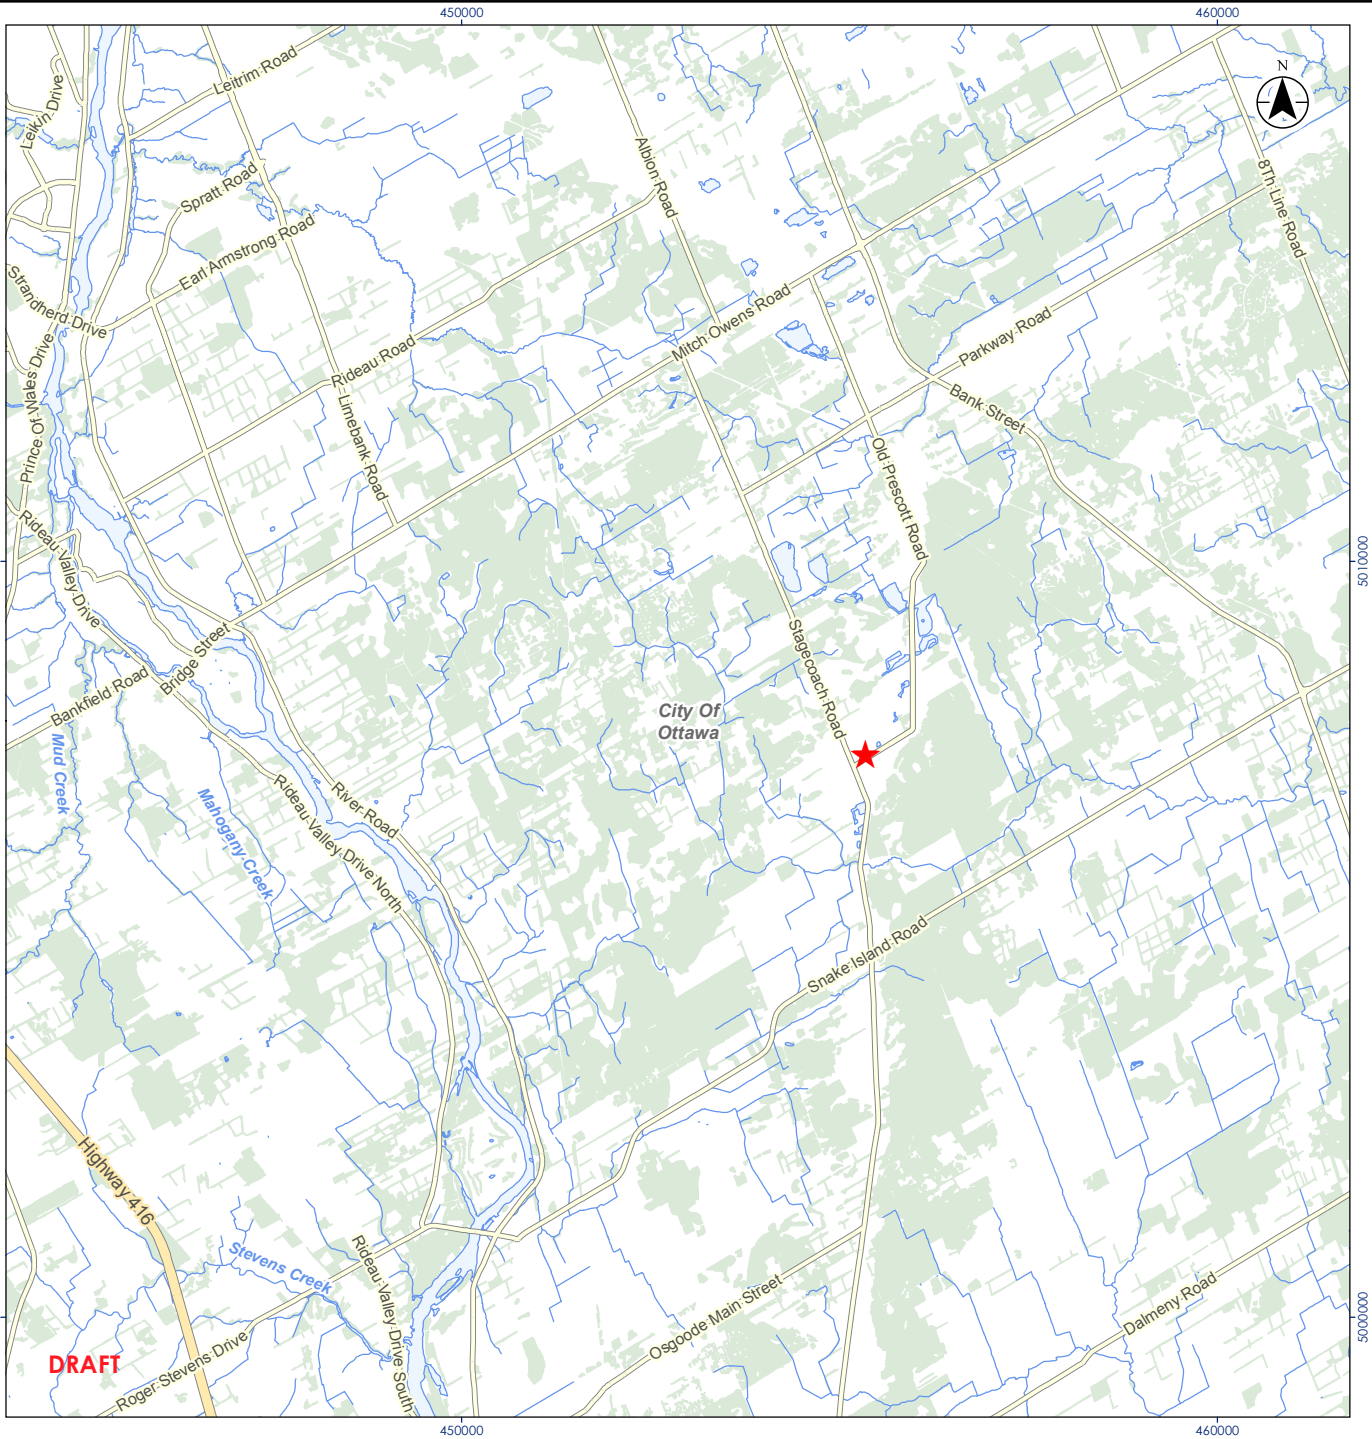 450000
460000
N
Leitrim Road
Leikin Drive
Albion Road
8Th Line Road
Spratt Road
Earl Armstrong Road
Strandherd Drive
Mitch Owens Road
Parkway Road
Prince Of Wales Drive
Rideau Road
Limebank Road
Bank Street
Old Prescott Road
Rideau Valley Drive
5010000
Stagecoach Road
Bridge Street
Bankfield Road
City Of
Ottawa
Mud Creek
Mahogany Creek
River Road
Rideau Valley Drive North
Snake Island Road
Highway 416
Stevens Creek
Rideau Valley Drive South
Osgoode Main Street
Dalmeny Road
5000000
DRAFT
Roger Stevens Drive
450000
460000